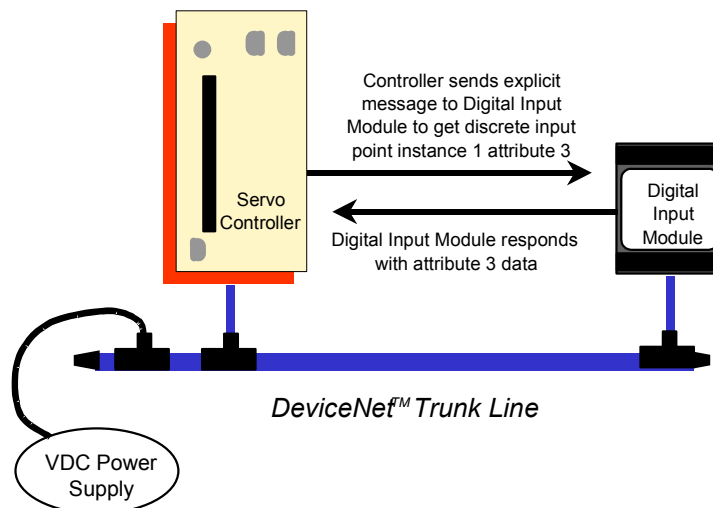 Controller sends explicit
message to Digital Input
Module to get discrete input
point instance 1 attribute 3
Servo
Controller
Digital
Input
Module
Digital Input Module responds
with attribute 3 data
DeviceNet™ Trunk Line
VDC Power
Supply